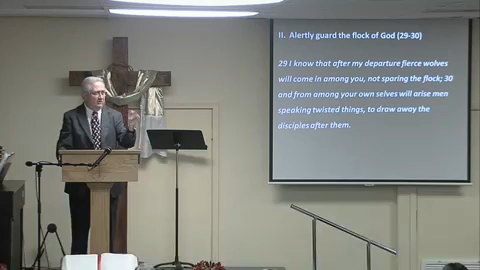 II. Alertly guard the flock of God (29-30)
29 I know that after my departure fierce wolves
will come in among you, not sparing the flock; 30
and from among your own selves will arise men
speaking twisted things, to draw away the
disciples after them.